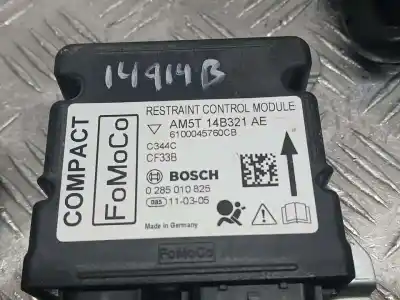 14914B
COMPACT
FoMoCo
RESTRAINT CONTROL MODULE
AM5T 14B321 AE
6100045760CB
C344C
CF33B
BOSCH
0 285 010 825
085 11-03-05
Made in Germany
FoMoCo